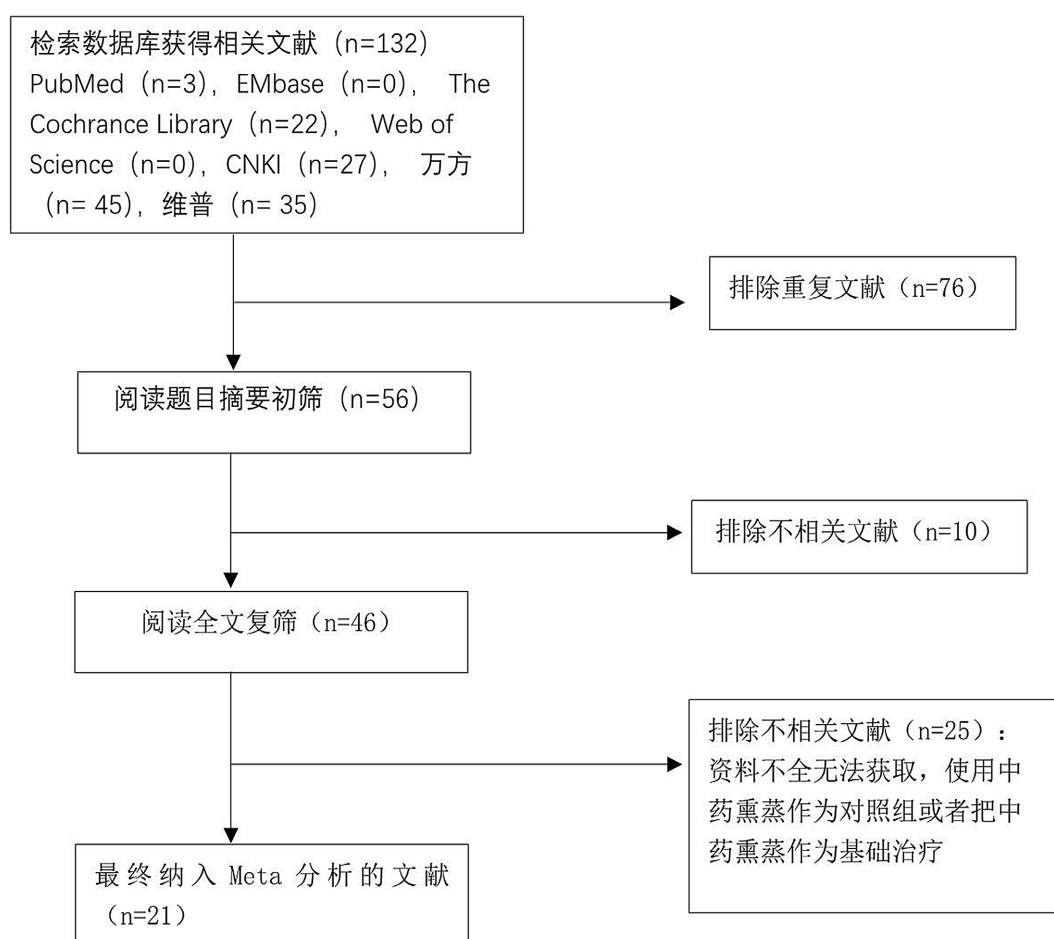 检索数据库获得相关文献（n=132）
PubMed（n=3），EMbase（n=0），  The
Cochrance Library（n=22），  Web of
Science（n=0），CNKI（n=27），  万方
（n= 45），维普（n= 35）
排除重复文献（n=76）
阅读题目摘要初筛（n=56）
排除不相关文献（n=10）
阅读全文复筛（n=46）
排除不相关文献（n=25）：
资料不全无法获取，使用中
药熏蒸作为对照组或者把中
药熏蒸作为基础治疗
最终纳入 Meta 分析的文献
（n=21）